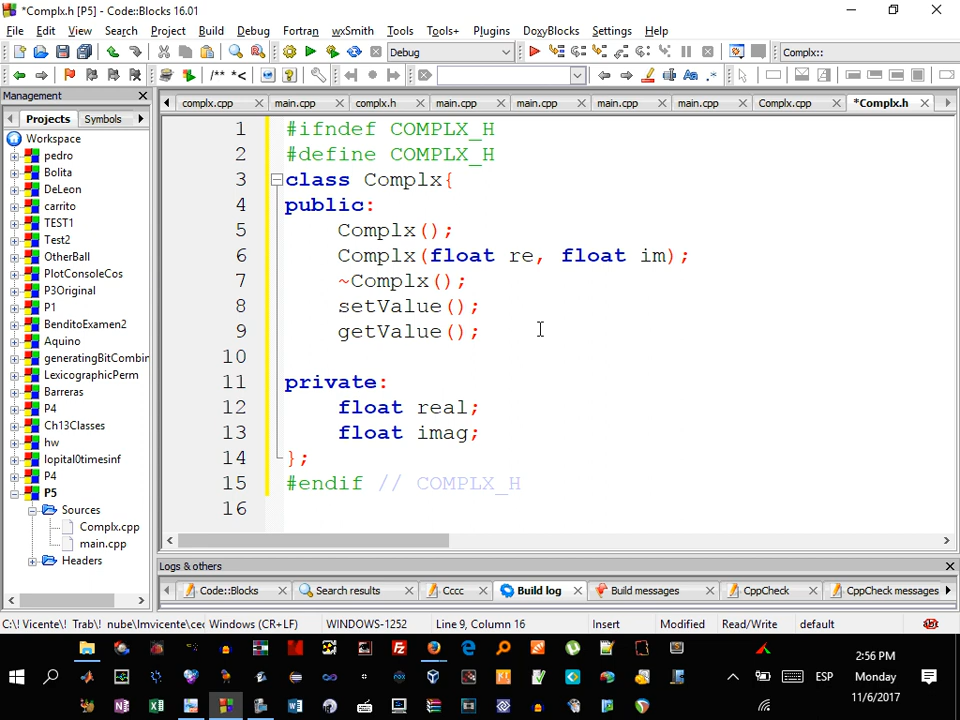 *Complx.h [P5] - Code::Blocks 16.01
File Edit View Search Project Build Debug Fortran wxSmith Tools Tools+ Plugins DoxyBlocks Settings Help
Debug Complx::
/** *<
Management
complx.cpp main.cpp complx.h main.cpp main.cpp main.cpp main.cpp Complx.cpp *Complx.h
Projects Symbols
Workspace
pedro
Bolita
DeLeon
carrito
TEST1
Test2
OtherBall
PlotConsoleCos
P3Original
P1
BenditoExamen2
Aquino
generatingBitCombin
LexicographicPerm
Barreras
P4
Ch13Classes
hw
lopital0timesinf
P4
P5
Sources
Complx.cpp
main.cpp
Headers
1 #ifndef COMPLX_H
2 #define COMPLX_H
3 class Complx{
4 public:
5 Complx();
6 Complx(float re, float im);
7 ~Complx();
8 setValue();
9 getValue();
10
11 private:
12 float real;
13 float imag;
14 };
15 #endif // COMPLX_H
16
Logs & others
Code::Blocks Search results Cccc Build log Build messages CppCheck CppCheck messages
C:\! Vicente\! Trab\! nube\Imvicente\cec Windows (CR+LF) WINDOWS-1252 Line 9, Column 16 Insert Modified Read/Write default
2:56 PM
ESP Monday
11/6/2017